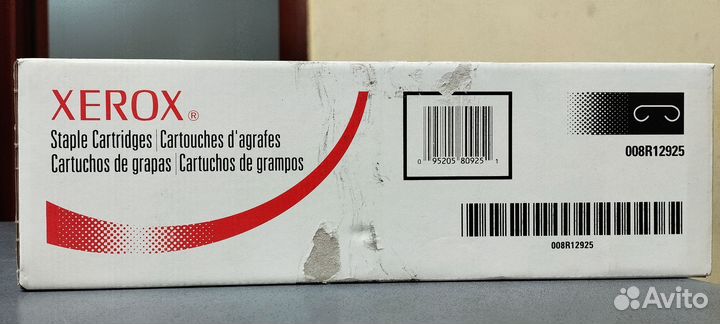 XEROX®
Staple Cartridges | Cartouches d'agrafes
Cartuchos de grapas | Cartuchos de grampos
0 95205 80925 1
008R12925
008R12925
Avito